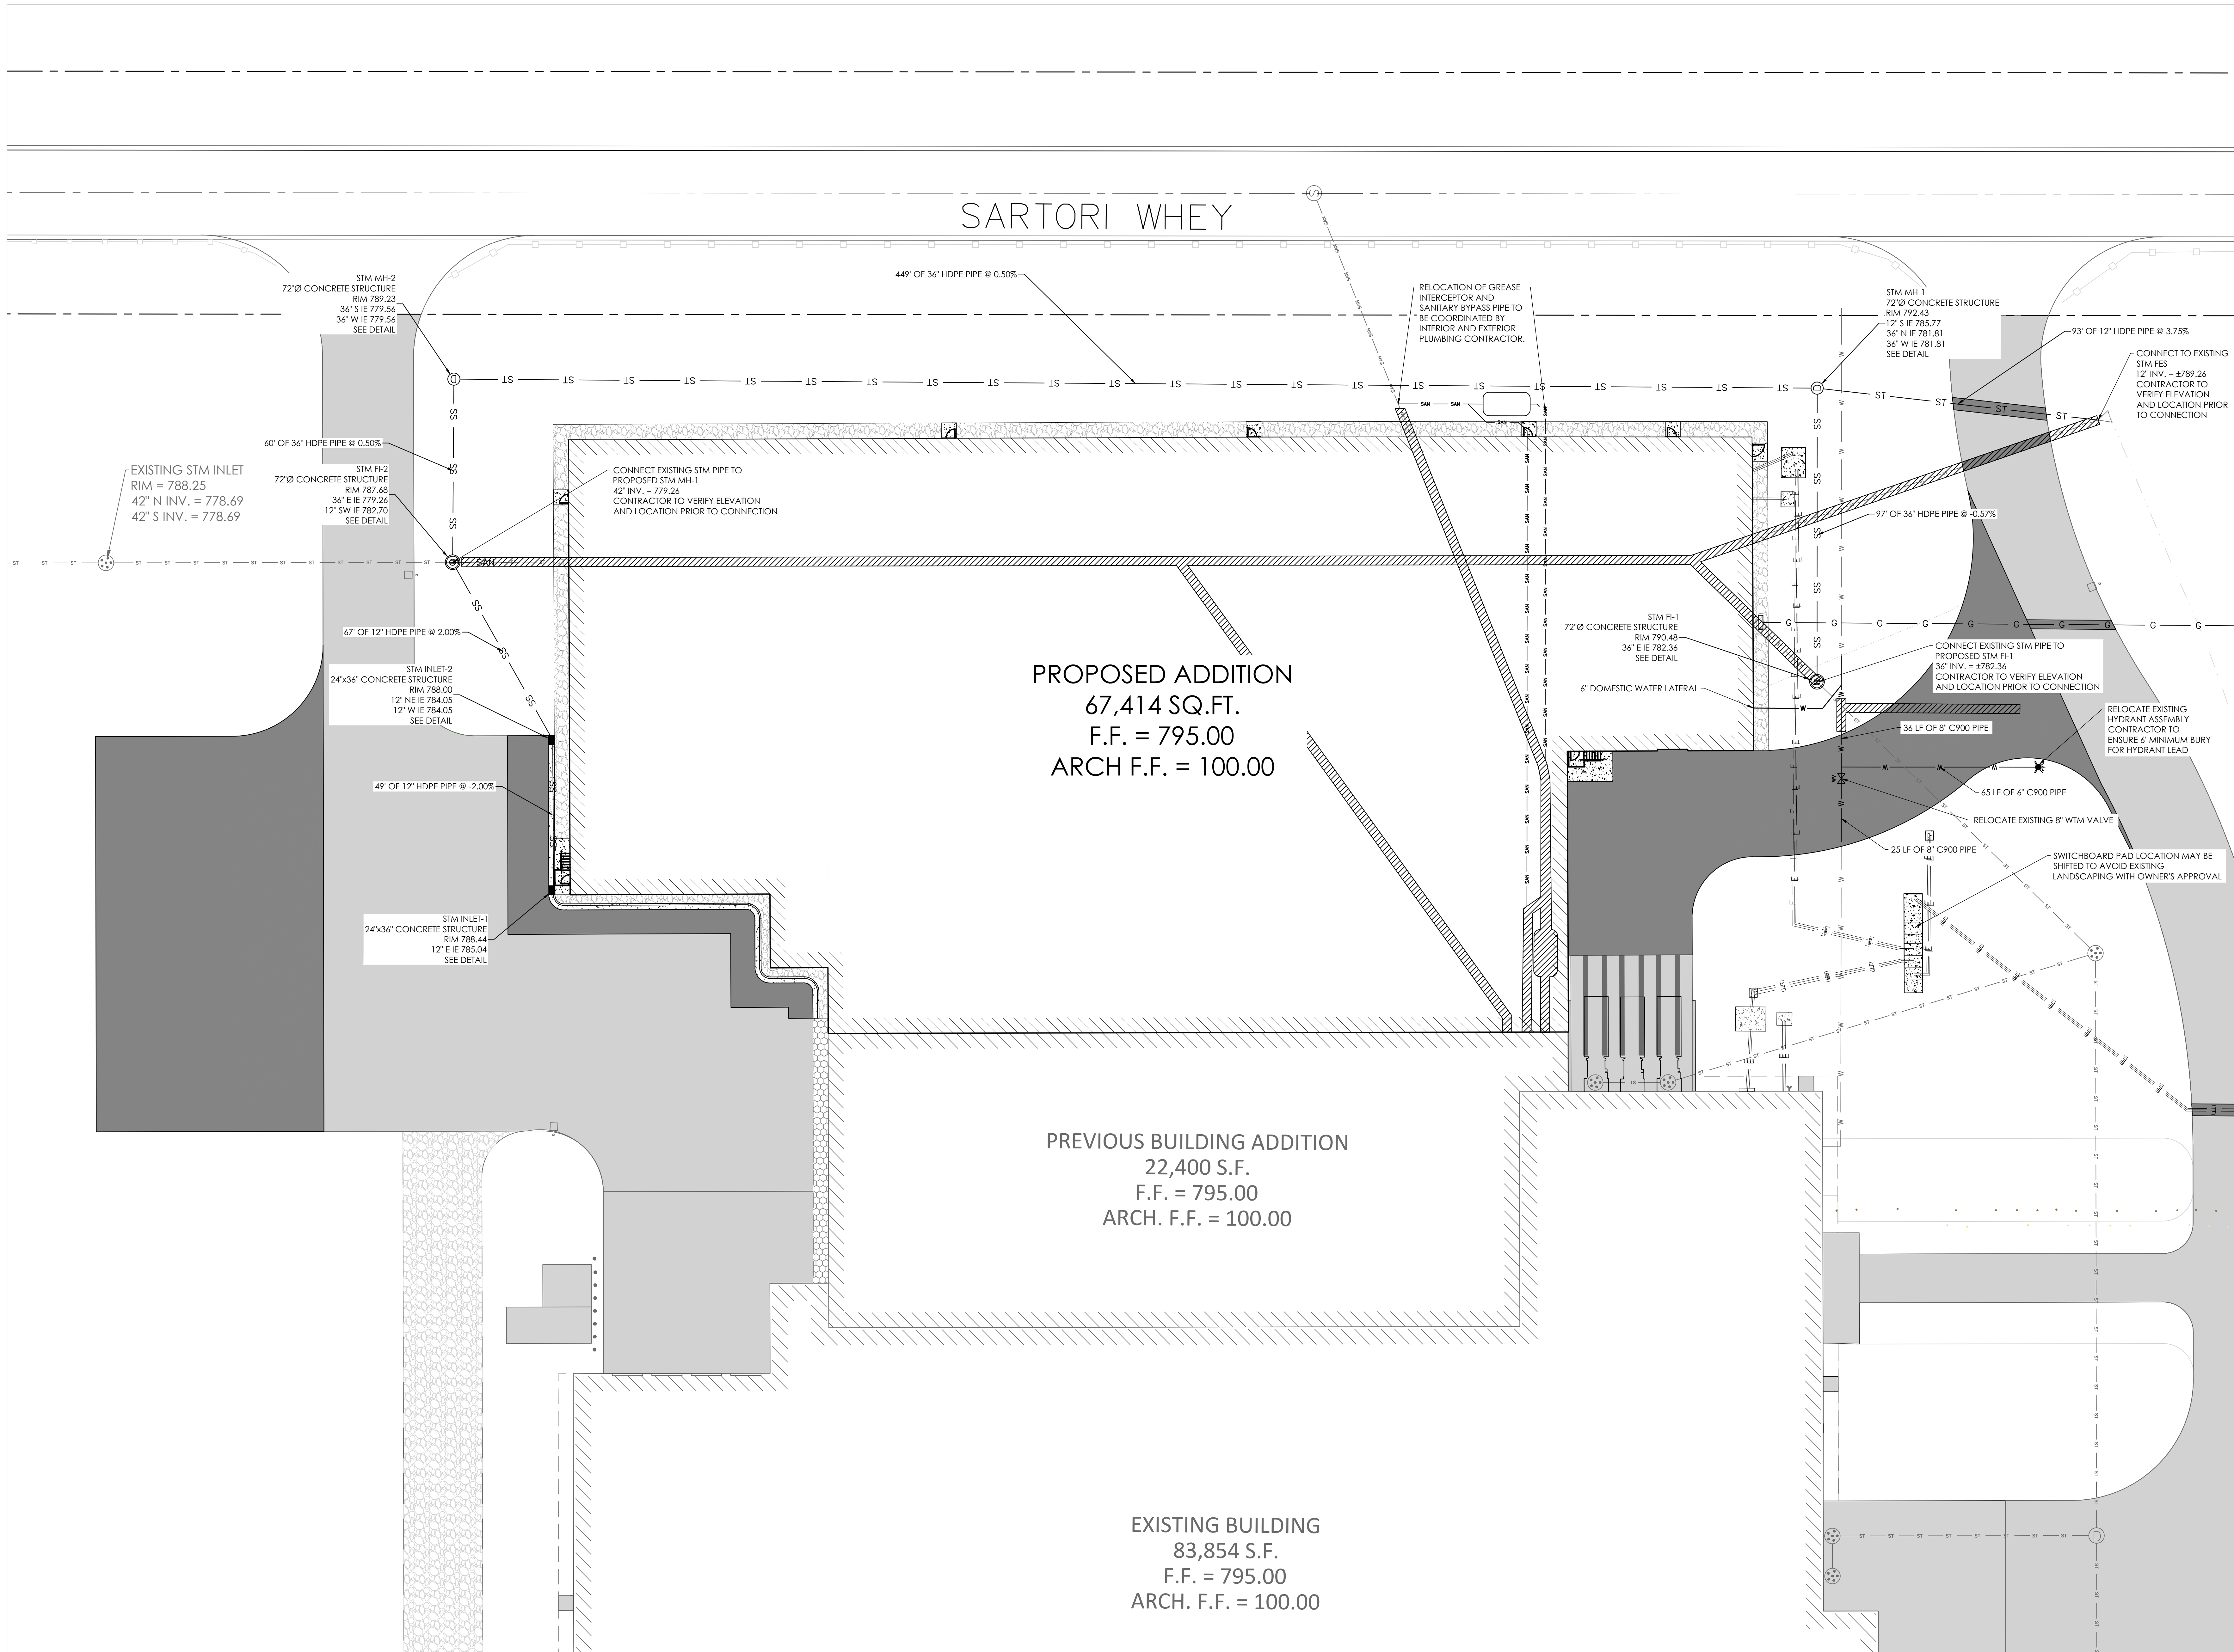 SARTORI WHEY
STM MH-2
72"Ø CONCRETE STRUCTURE
RIM 789.23
36" S IE 779.56
36" W IE 779.56
SEE DETAIL
449' OF 36" HDPE PIPE @ 0.50%
RELOCATION OF GREASE
INTERCEPTOR AND
SANITARY BYPASS PIPE TO
BE COORDINATED BY
INTERIOR AND EXTERIOR
PLUMBING CONTRACTOR.
STM MH-1
72"Ø CONCRETE STRUCTURE
RIM 792.43
12" S IE 785.77
36" N IE 781.81
36" W IE 781.81
SEE DETAIL
93' OF 12" HDPE PIPE @ 3.75%
CONNECT TO EXISTING
STM FES
12" INV. = ±789.26
CONTRACTOR TO
VERIFY ELEVATION
AND LOCATION PRIOR
TO CONNECTION
60' OF 36" HDPE PIPE @ 0.50%
EXISTING STM INLET
RIM = 788.25
42" N INV. = 778.69
42" S INV. = 778.69
STM FI-2
72"Ø CONCRETE STRUCTURE
RIM 787.68
36" E IE 779.26
12" SW IE 782.70
SEE DETAIL
CONNECT EXISTING STM PIPE TO
PROPOSED STM MH-1
42" INV. = 779.26
CONTRACTOR TO VERIFY ELEVATION
AND LOCATION PRIOR TO CONNECTION
97' OF 36" HDPE PIPE @ -0.57%
67' OF 12" HDPE PIPE @ 2.00%
STM INLET-2
24"x36" CONCRETE STRUCTURE
RIM 788.00
12" NE IE 784.05
12" W IE 784.05
SEE DETAIL
PROPOSED ADDITION
67,414 SQ.FT.
F.F. = 795.00
ARCH F.F. = 100.00
STM FI-1
72"Ø CONCRETE STRUCTURE
RIM 790.48
36" E IE 782.36
SEE DETAIL
6" DOMESTIC WATER LATERAL
CONNECT EXISTING STM PIPE TO
PROPOSED STM FI-1
36" INV. = ±782.36
CONTRACTOR TO VERIFY ELEVATION
AND LOCATION PRIOR TO CONNECTION
36 LF OF 8" C900 PIPE
RELOCATE EXISTING
HYDRANT ASSEMBLY
CONTRACTOR TO
ENSURE 6' MINIMUM BURY
FOR HYDRANT LEAD
49' OF 12" HDPE PIPE @ -2.00%
65 LF OF 6" C900 PIPE
RELOCATE EXISTING 8" WTM VALVE
25 LF OF 8" C900 PIPE
SWITCHBOARD PAD LOCATION MAY BE
SHIFTED TO AVOID EXISTING
LANDSCAPING WITH OWNER'S APPROVAL
STM INLET-1
24"x36" CONCRETE STRUCTURE
RIM 788.44
12" E IE 785.04
SEE DETAIL
PREVIOUS BUILDING ADDITION
22,400 S.F.
F.F. = 795.00
ARCH. F.F. = 100.00
EXISTING BUILDING
83,854 S.F.
F.F. = 795.00
ARCH. F.F. = 100.00